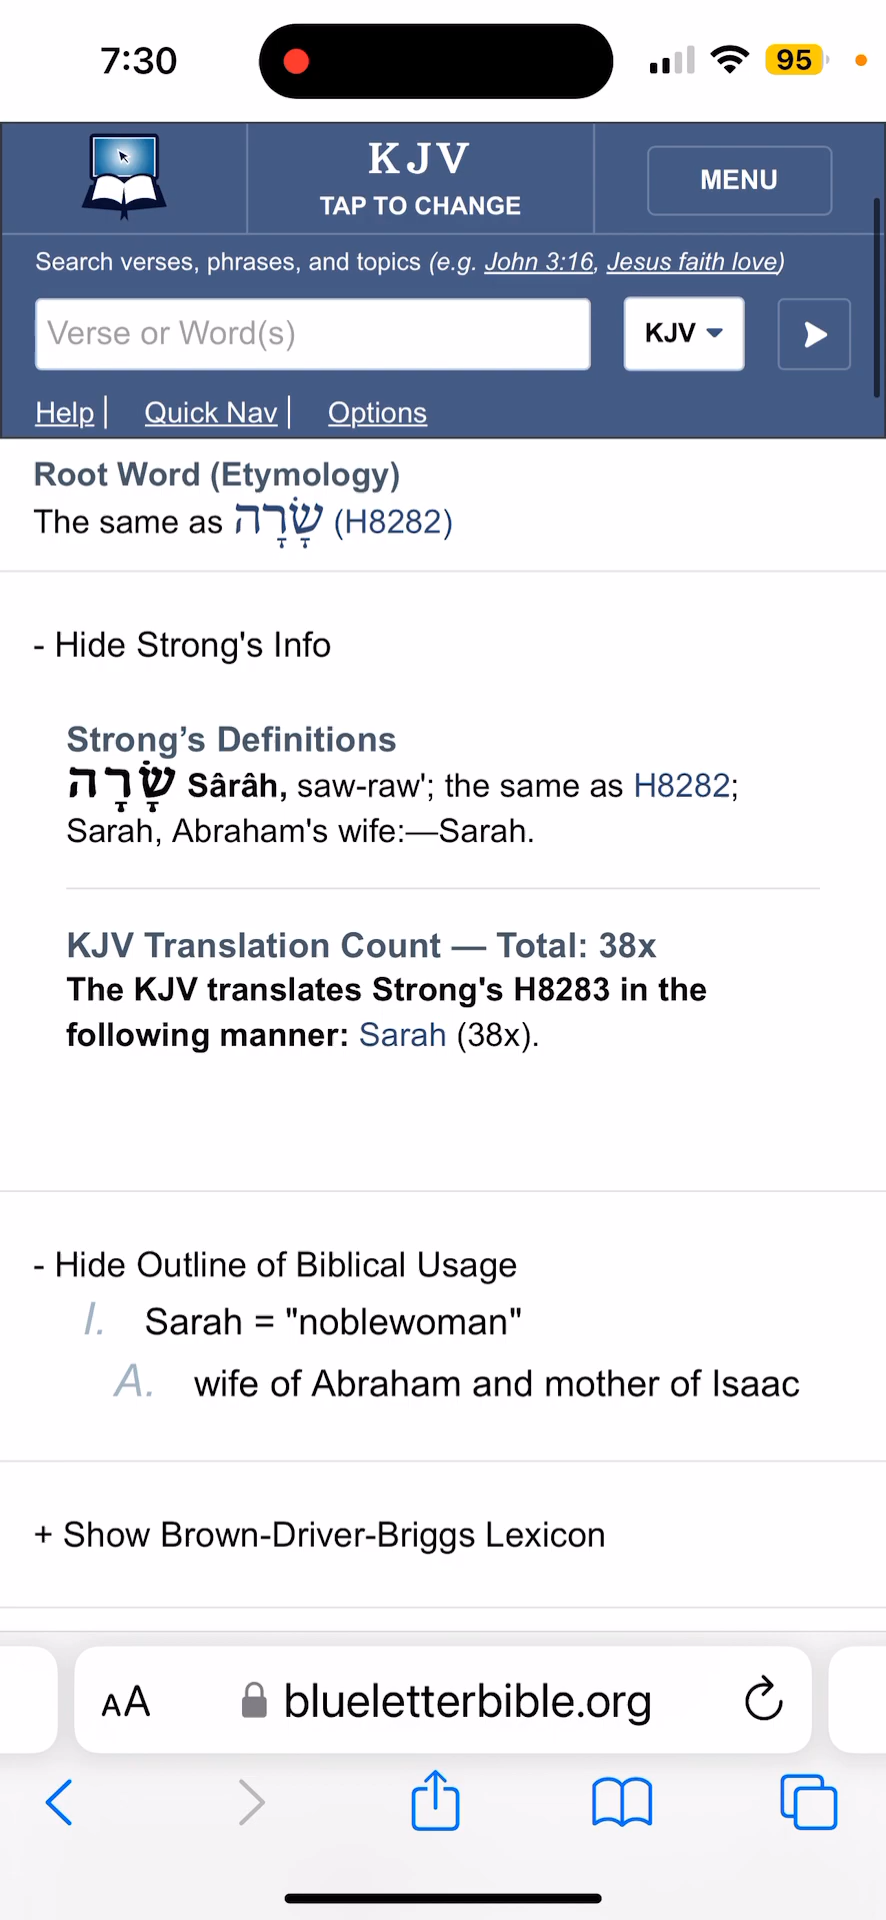 7:30
95
KJV
TAP TO CHANGE
MENU
Search verses, phrases, and topics (e.g. John 3:16, Jesus faith love)
Verse or Word(s)
KJV
Help | Quick Nav | Options
Root Word (Etymology)
The same as שָׂרָה (H8282)
- Hide Strong's Info
Strong’s Definitions
שָׂרָה Sârâh, saw-raw'; the same as H8282;
Sarah, Abraham's wife:—Sarah.
KJV Translation Count — Total: 38x
The KJV translates Strong's H8283 in the
following manner: Sarah (38x).
- Hide Outline of Biblical Usage
I. Sarah = "noblewoman"
A. wife of Abraham and mother of Isaac
+ Show Brown-Driver-Briggs Lexicon
AA blueletterbible.org